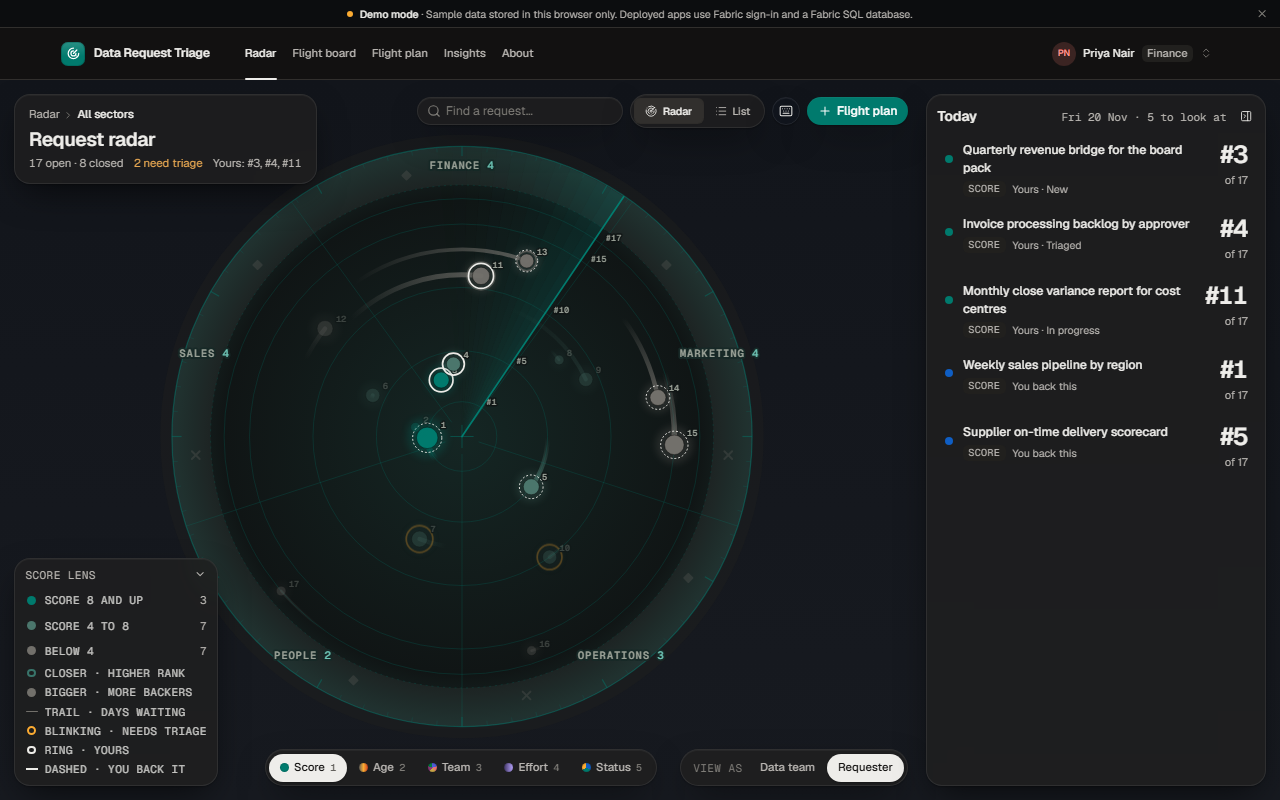 Demo mode · Sample data stored in this browser only. Deployed apps use Fabric sign-in and a Fabric SQL database.
Data Request Triage
Radar
Flight board
Flight plan
Insights
About
PN
Priya Nair
Finance
Radar
All sectors
Request radar
17 open · 8 closed
2 need triage
Yours: #3, #4, #11
Find a request…
Radar
List
Flight plan
FINANCE 4
SALES 4
MARKETING 4
PEOPLE 2
OPERATIONS 3
#17
#15
#10
#5
#1
13
11
12
4
8
9
6
14
2
1
15
5
7
10
17
16
SCORE LENS
SCORE 8 AND UP 3
SCORE 4 TO 8 7
BELOW 4 7
CLOSER · HIGHER RANK
BIGGER · MORE BACKERS
TRAIL · DAYS WAITING
BLINKING · NEEDS TRIAGE
RING · YOURS
DASHED · YOU BACK IT
Score 1
Age 2
Team 3
Effort 4
Status 5
VIEW AS
Data team
Requester
Today
Fri 20 Nov · 5 to look at
Quarterly revenue bridge for the board
pack
#3
of 17
SCORE
Yours · New
Invoice processing backlog by approver
#4
of 17
SCORE
Yours · Triaged
Monthly close variance report for cost
centres
#11
of 17
SCORE
Yours · In progress
Weekly sales pipeline by region
#1
of 17
SCORE
You back this
Supplier on-time delivery scorecard
#5
of 17
SCORE
You back this